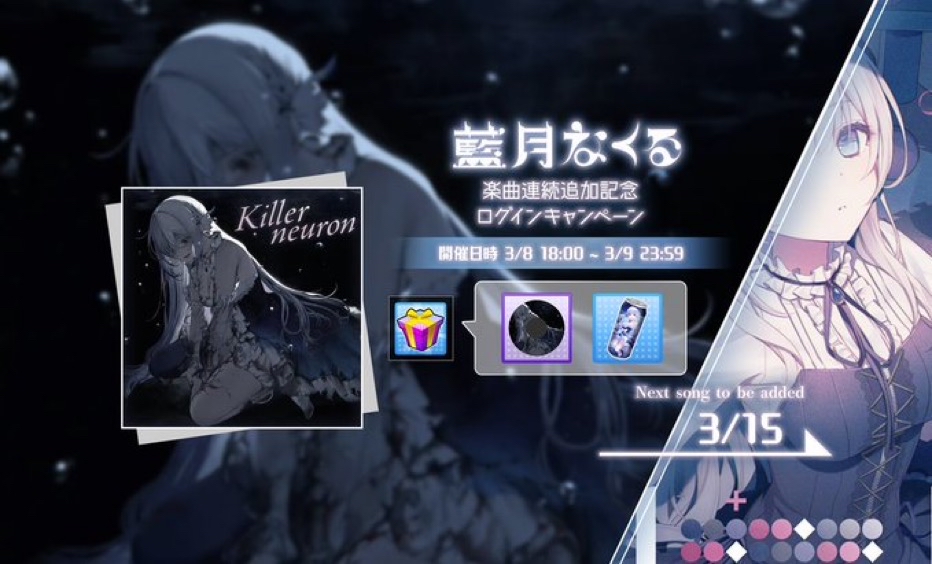 Killer
neuron
藍月なくる
楽曲連続追加記念
ログインキャンペーン
開催日時 3/8 18:00 ~ 3/9 23:59
Next song to be added
3/15